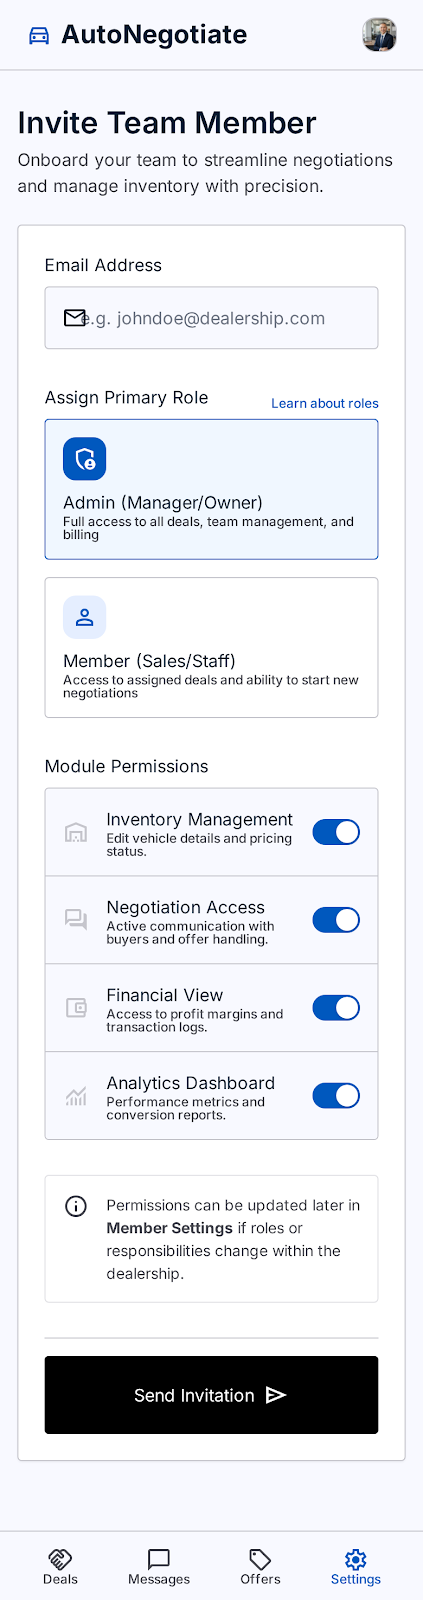 AutoNegotiate
Invite Team Member
Onboard your team to streamline negotiations
and manage inventory with precision.
Email Address
e.g. johndoe@dealership.com
Assign Primary Role
Learn about roles
Admin (Manager/Owner)
Full access to all deals, team management, and
billing
Member (Sales/Staff)
Access to assigned deals and ability to start new
negotiations
Module Permissions
Inventory Management
Edit vehicle details and pricing
status.
Negotiation Access
Active communication with
buyers and offer handling.
Financial View
Access to profit margins and
transaction logs.
Analytics Dashboard
Performance metrics and
conversion reports.
Permissions can be updated later in
Member Settings if roles or
responsibilities change within the
dealership.
Send Invitation
Deals
Messages
Offers
Settings